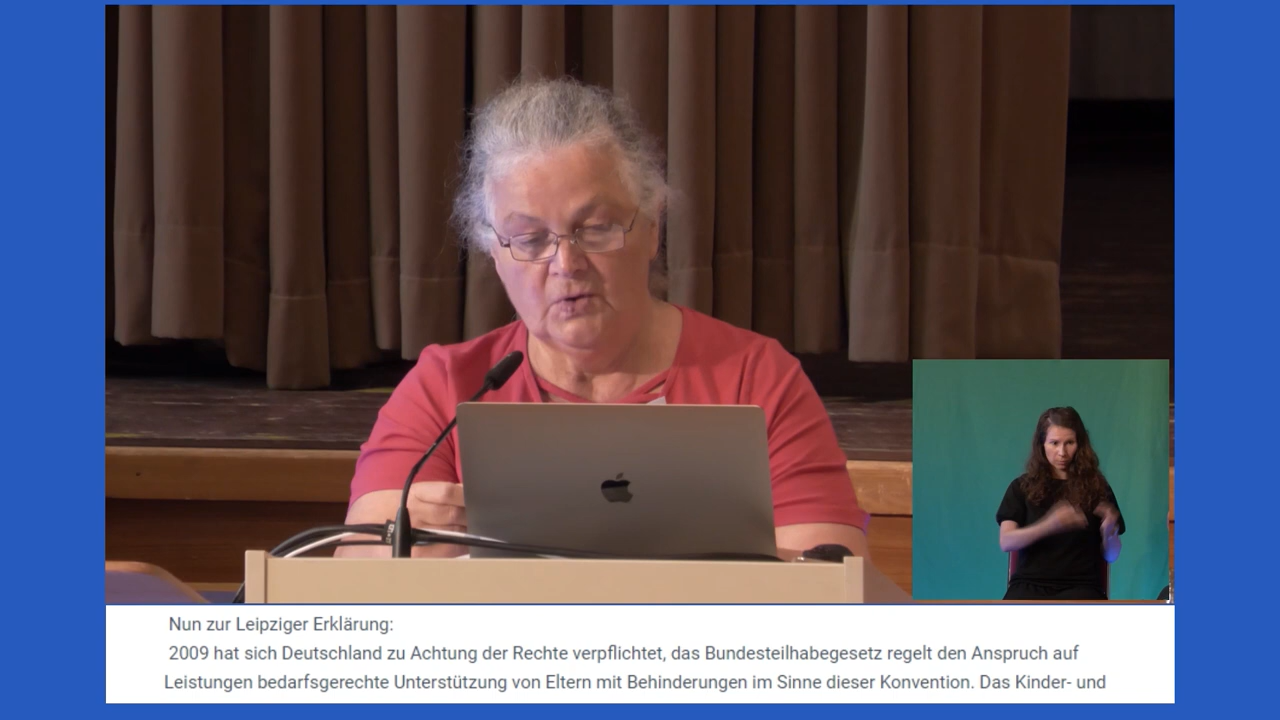 Nun zur Leipziger Erklärung:
2009 hat sich Deutschland zu Achtung der Rechte verpflichtet, das Bundesteilhabegesetz regelt den Anspruch auf
Leistungen bedarfsgerechte Unterstützung von Eltern mit Behinderungen im Sinne dieser Konvention. Das Kinder- und